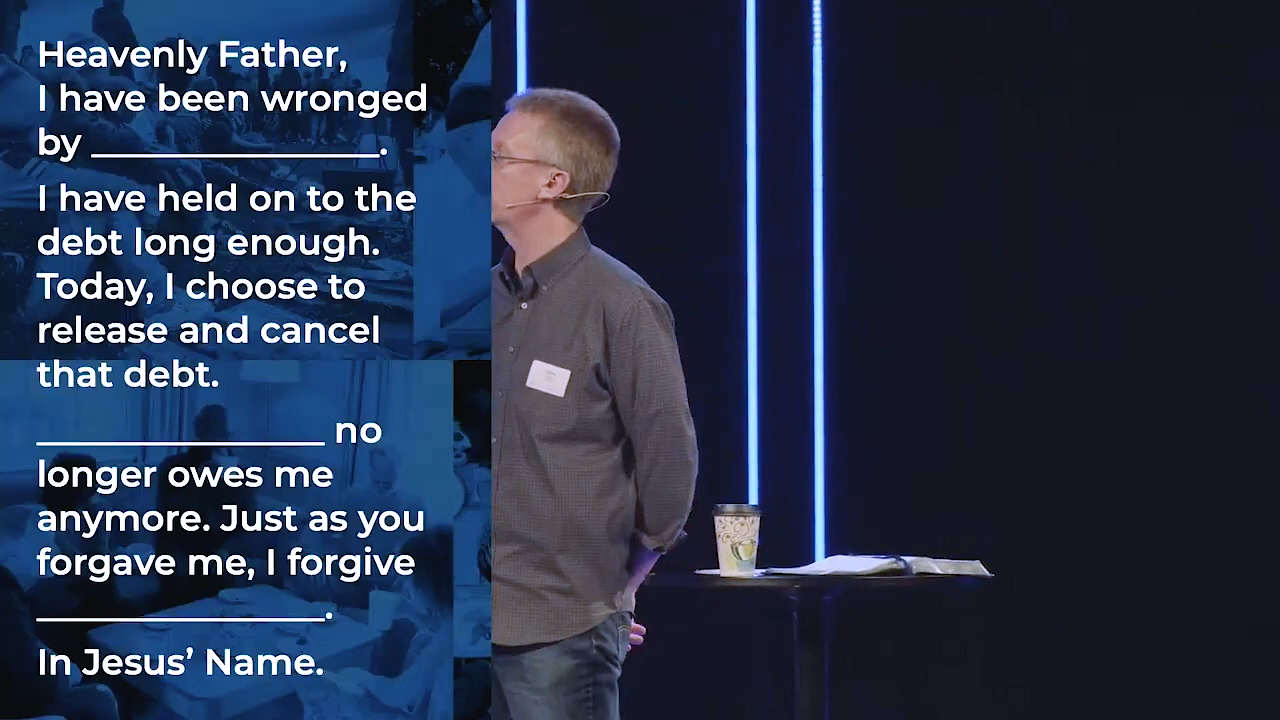 Heavenly Father,
I have been wronged
by ________________.
I have held on to the
debt long enough.
Today, I choose to
release and cancel
that debt.
________________ no
longer owes me
anymore. Just as you
forgave me, I forgive
________________.
In Jesus’ Name.